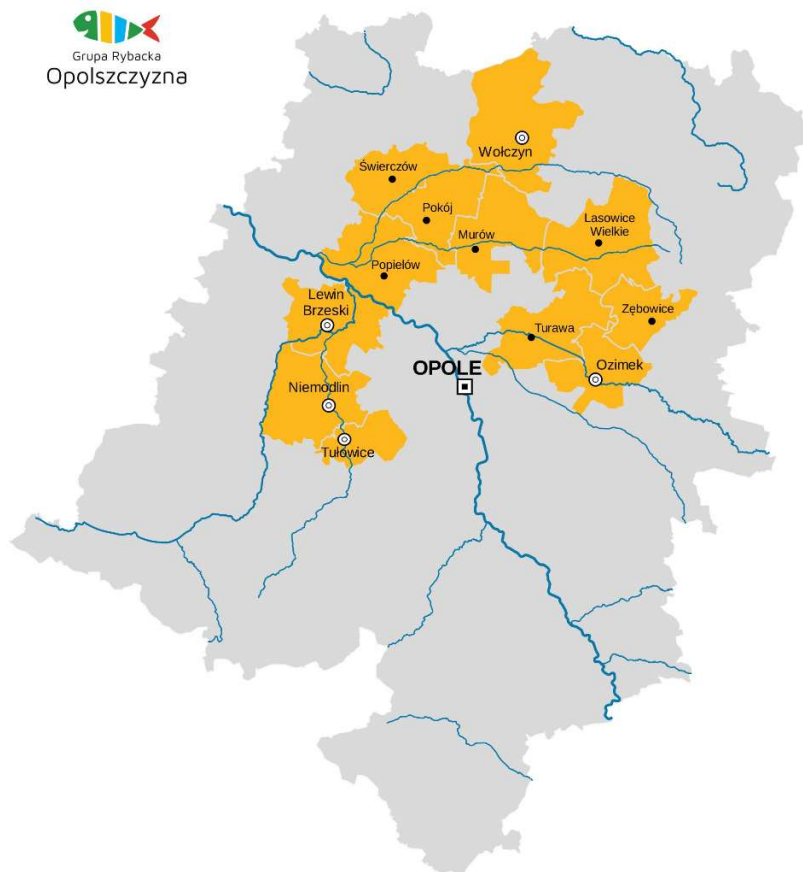 Grupa Rybacka
Opolszczyzna
Wołczyn
Świerczów
Pokój
Lasowice
Wielkie
Murów
Popielów
Lewin
Brzeski
Zębowice
Turawa
OPOLE
Ozimek
Niemodlin
Tułowice